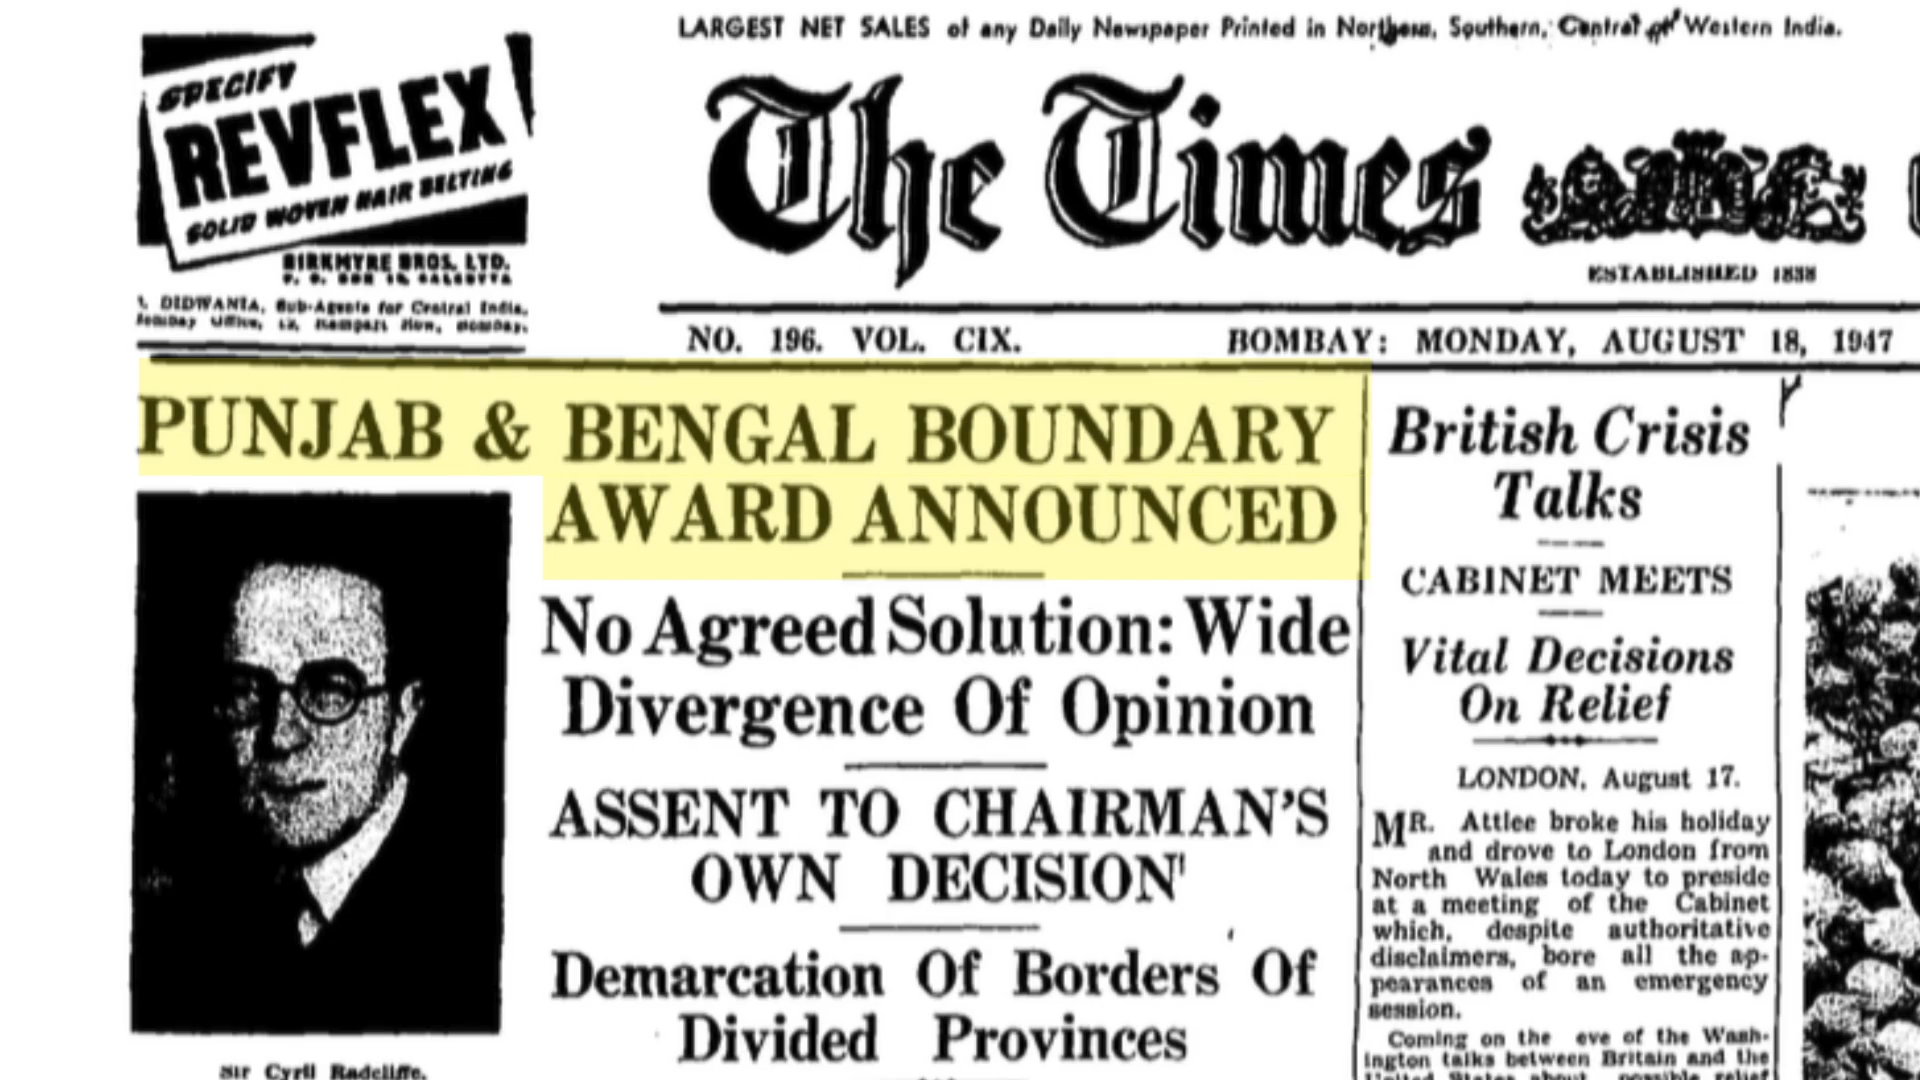 LARGEST NET SALES of any Daily Newspaper Printed in Northern, Southern, Central or Western India.
SPECIFY
REVFLEX
SOLID WOVEN HAIR BELTING
BIRKMYRE BROS. LTD.
DIDWANIA, Sub-Agents for Central India,
The Times
ESTABLISHED 1838
NO. 196. VOL. CIX.
BOMBAY: MONDAY, AUGUST 18, 1947
PUNJAB & BENGAL BOUNDARY
AWARD ANNOUNCED
No Agreed Solution: Wide
Divergence Of Opinion
ASSENT TO CHAIRMAN'S
OWN DECISION'
Demarcation Of Borders Of
Divided Provinces
Sir Cyril Radcliffe,
British Crisis
Talks
CABINET MEETS
Vital Decisions
On Relief
LONDON, August 17.
MR. Attlee broke his holiday
and drove to London from
North Wales today to preside
at a meeting of the Cabinet
which, despite authoritative
disclaimers, bore all the ap-
pearances of an emergency
session.
Coming on the eve of the Wash-
ington talks between Britain and the
United States about possible relief